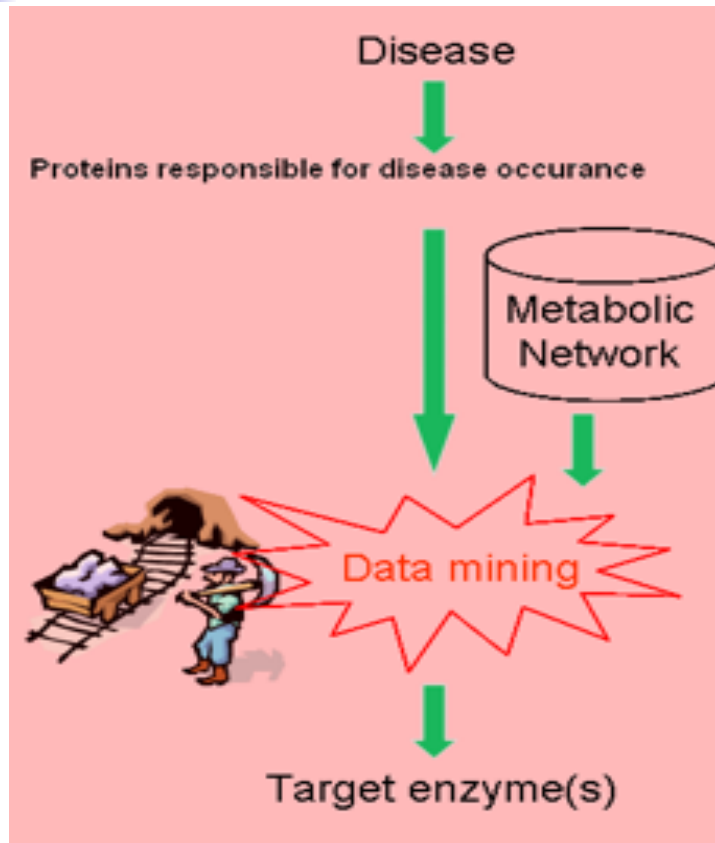 Disease
Proteins responsible for disease occurance
Metabolic
Network
Data mining
Target enzyme(s)